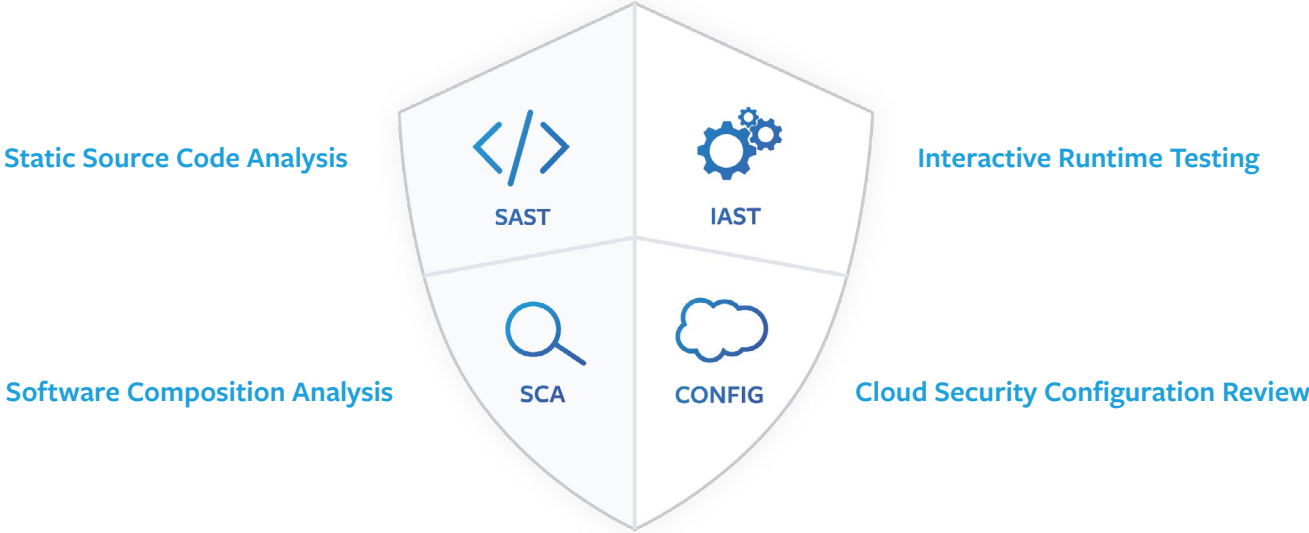 Static Source Code Analysis
SAST
IAST
Interactive Runtime Testing
Software Composition Analysis
SCA
CONFIG
Cloud Security Configuration Review